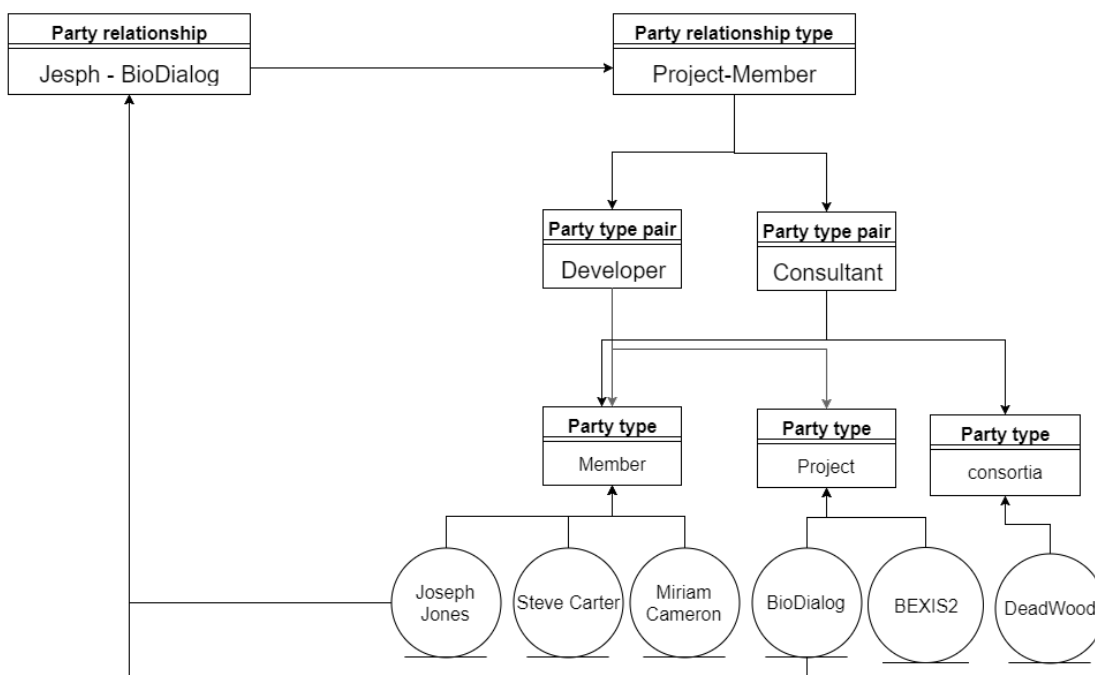 Party relationship
Jesph - BioDialog
Party relationship type
Project-Member
Party type pair
Developer
Party type pair
Consultant
Party type
Member
Party type
Project
Party type
consortia
Joseph
Jones
Steve Carter
Miriam
Cameron
BioDialog
BEXIS2
DeadWood